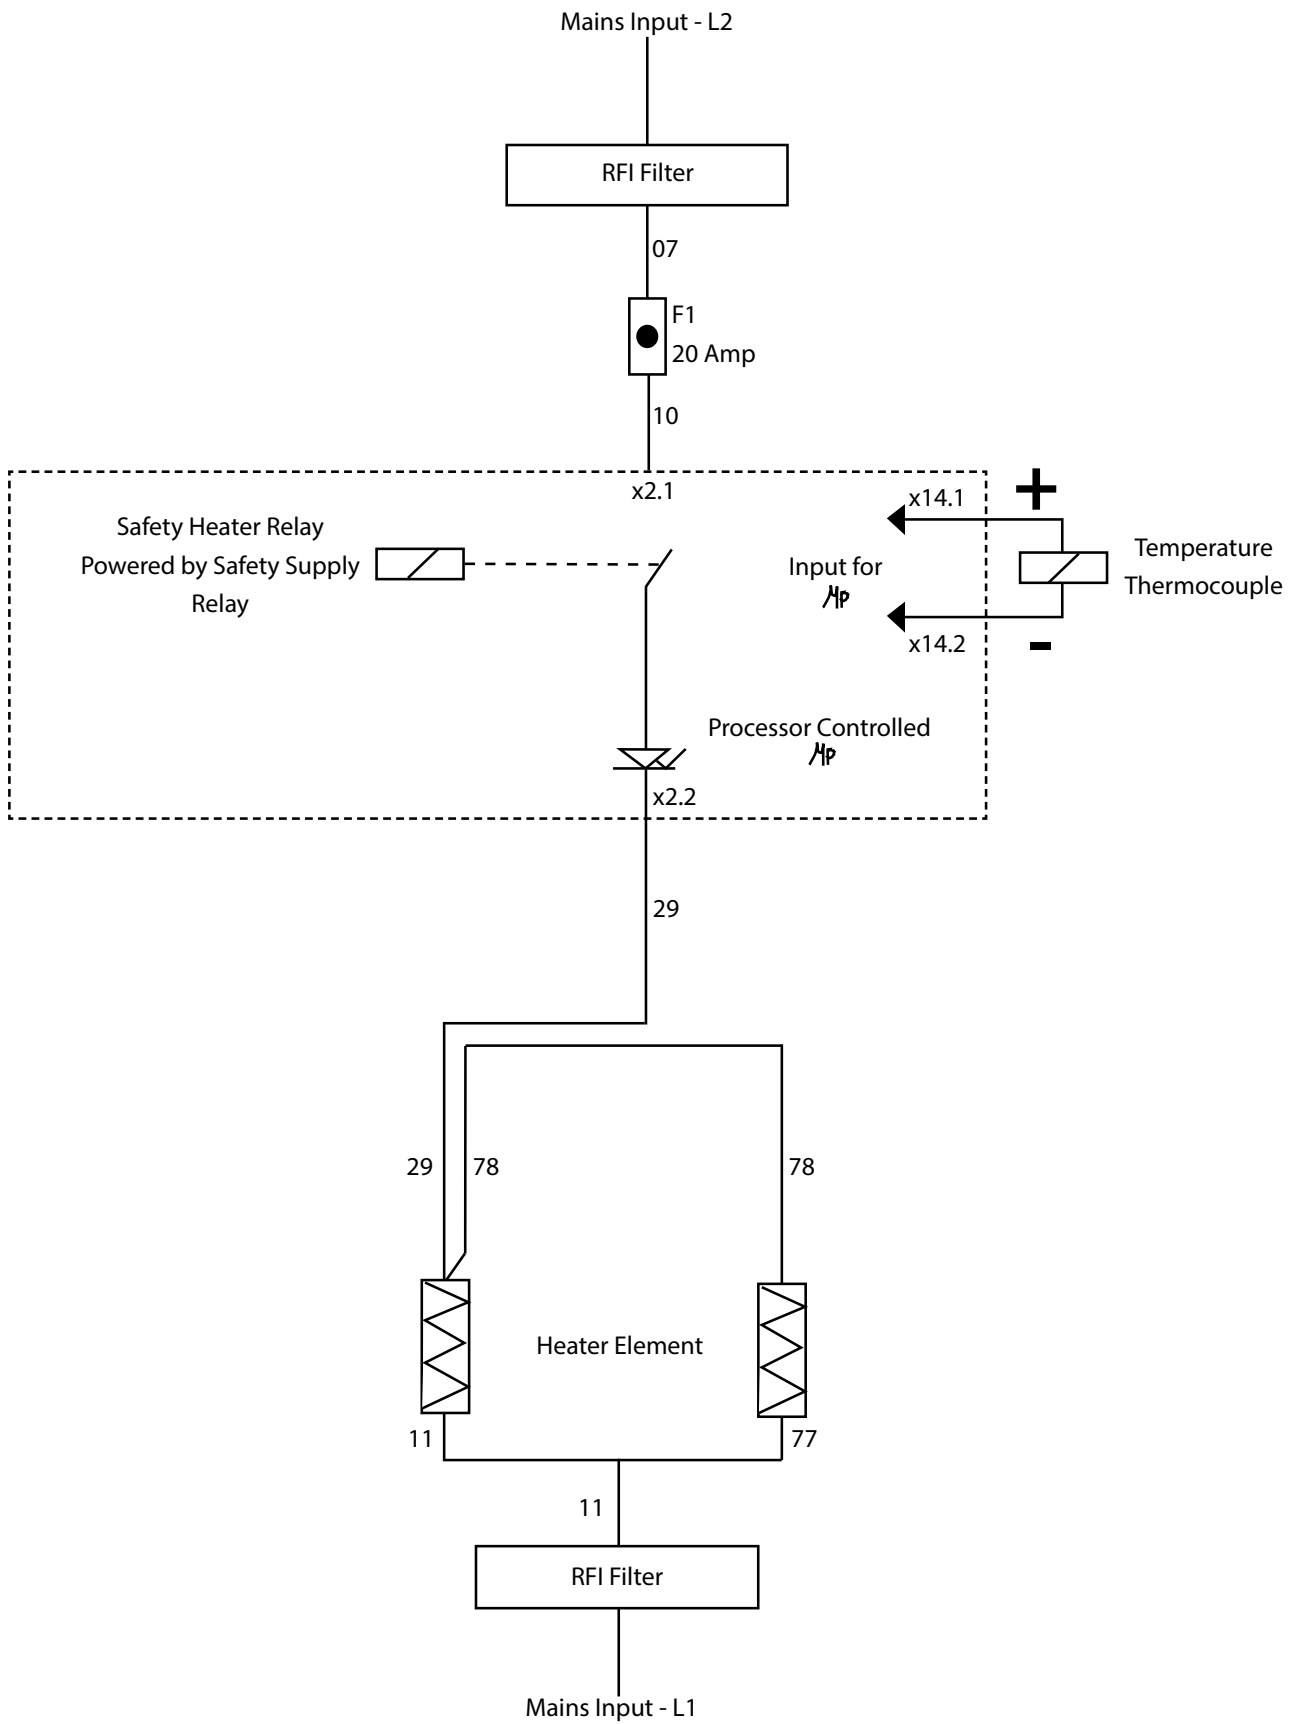 Mains Input - L2
RFI Filter
07
F1
20 Amp
10
x2.1
x14.1
+
Safety Heater Relay
Powered by Safety Supply
Relay
Input for
μp
Temperature
Thermocouple
x14.2
-
Processor Controlled
μp
x2.2
29
29
78
78
Heater Element
11
77
11
RFI Filter
Mains Input - L1